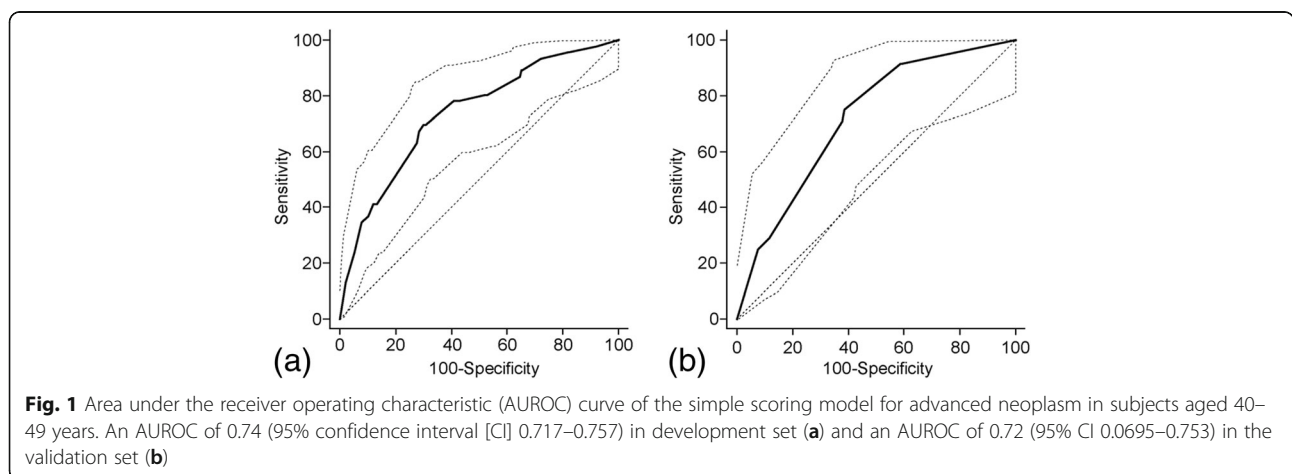 100
80
60
40
20
0
Sensitivity
0 20 40 60 80 100
100-Specificity
(a)
100
80
60
40
20
0
Sensitivity
0 20 40 60 80 100
100-Specificity
(b)
Fig. 1 Area under the receiver operating characteristic (AUROC) curve of the simple scoring model for advanced neoplasm in subjects aged 40–
49 years. An AUROC of 0.74 (95% confidence interval [CI] 0.717–0.757) in development set (a) and an AUROC of 0.72 (95% CI 0.0695–0.753) in the
validation set (b)